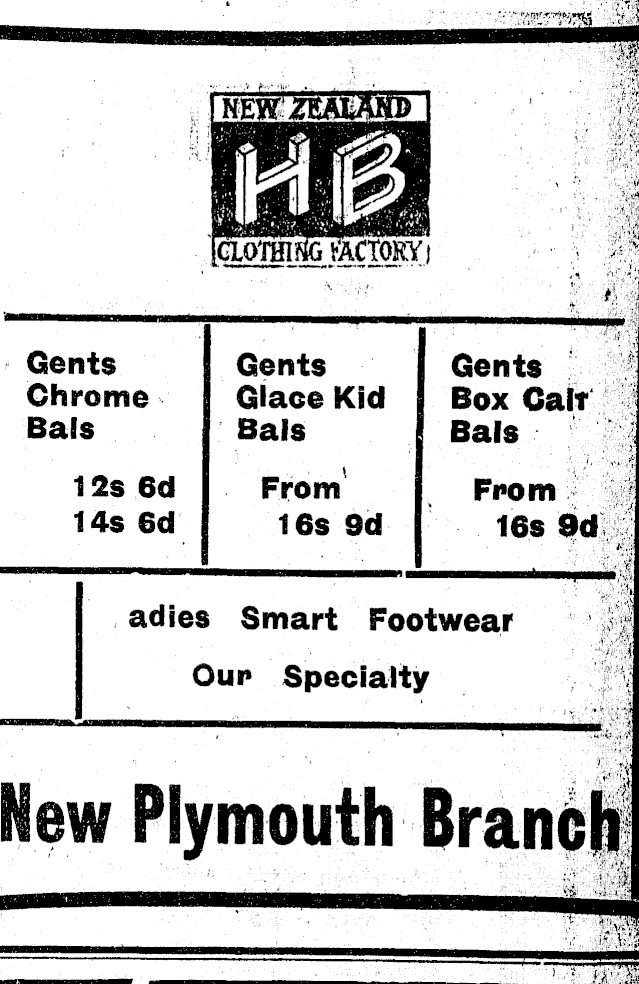 NEW ZEALAND
HB
CLOTHING FACTORY
Gents
Chrome
Bals
12s 6d
14s 6d
Gents
Glace Kid
Bals
From
16s 9d
Gents
Box Calf
Bals
From
16s 9d
adies Smart Footwear
Our Specialty
New Plymouth Branch